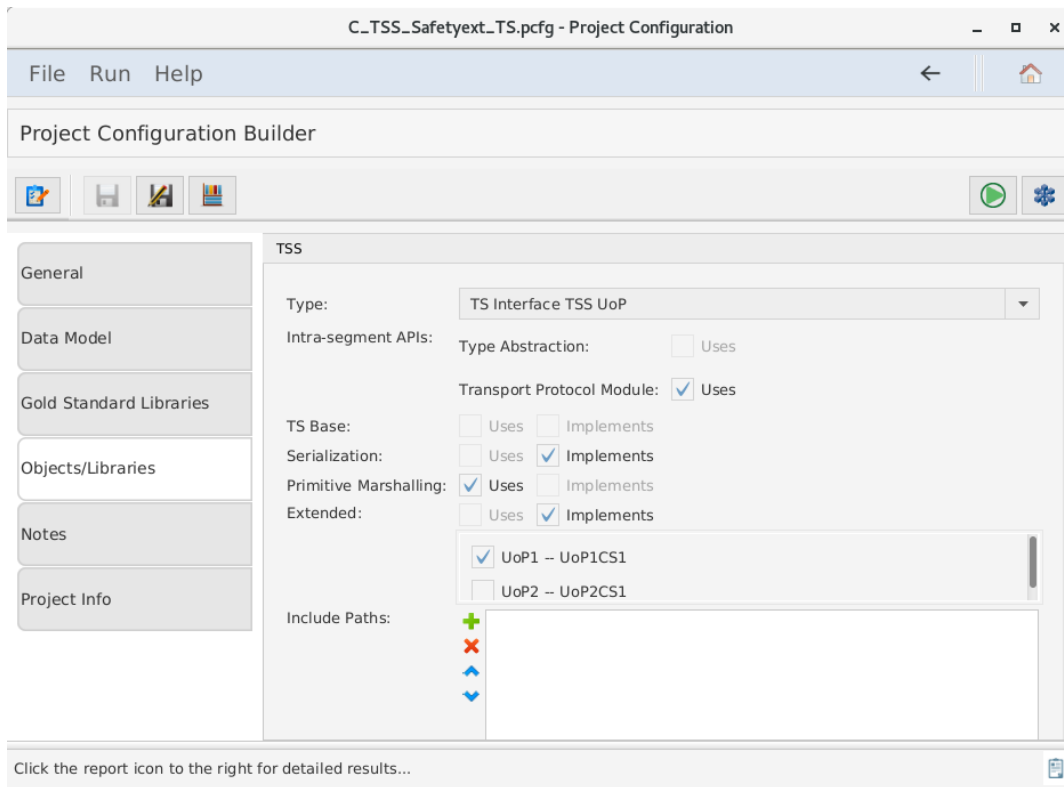 C_TSS_Safetyext_TS.pcfg - Project Configuration
File Run Help
Project Configuration Builder
General
Data Model
Gold Standard Libraries
Objects/Libraries
Notes
Project Info
TSS
Type: TS Interface TSS UoP
Intra-segment APIs: Type Abstraction: Uses
Transport Protocol Module: Uses
TS Base: Uses Implements
Serialization: Uses Implements
Primitive Marshalling: Uses Implements
Extended: Uses Implements
UoP1 -- UoP1CS1
UoP2 -- UoP2CS1
Include Paths:
Click the report icon to the right for detailed results...